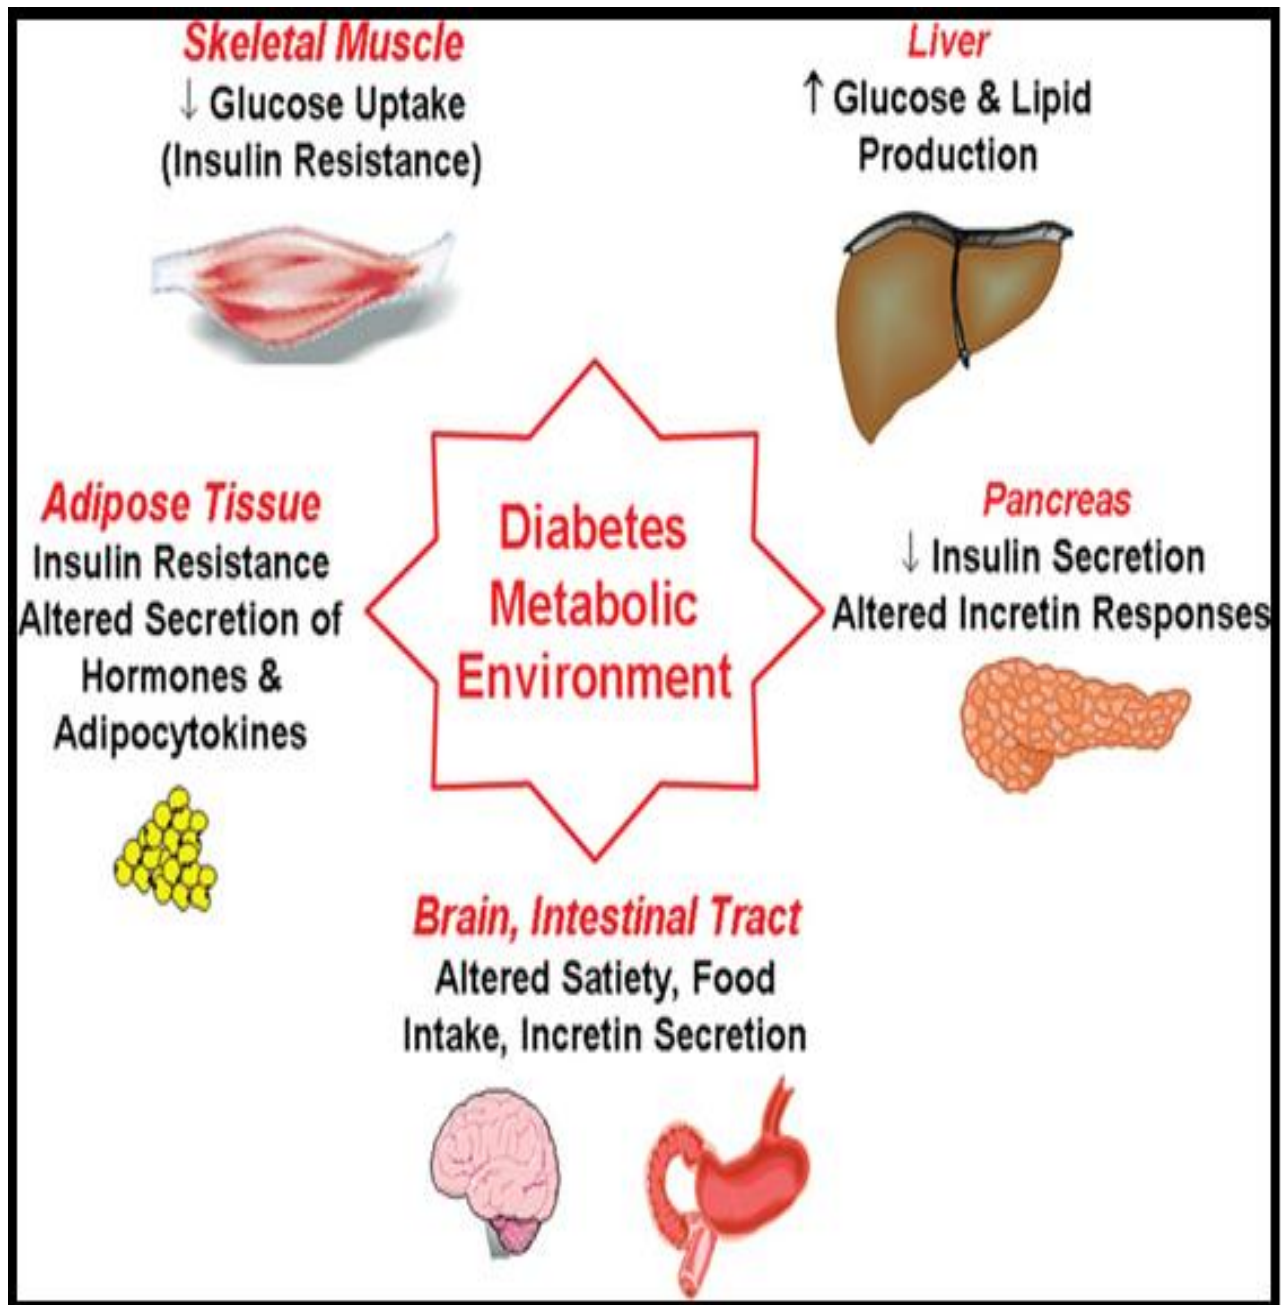 Skeletal Muscle
↓ Glucose Uptake
(Insulin Resistance)
Liver
↑ Glucose & Lipid
Production
Adipose Tissue
Insulin Resistance
Altered Secretion of
Hormones &
Adipocytokines
Diabetes
Metabolic
Environment
Pancreas
↓ Insulin Secretion
Altered Incretin Responses
Brain, Intestinal Tract
Altered Satiety, Food
Intake, Incretin Secretion